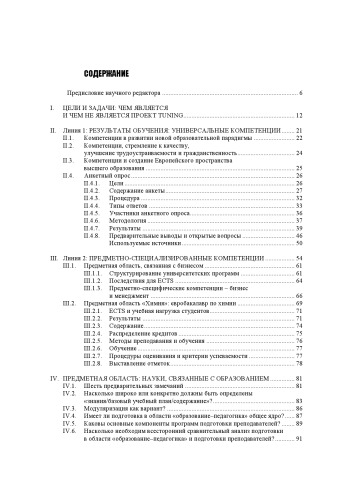 СОДЕРЖАНИЕ
Предисловие научного редактора ........ 6
I. ЦЕЛИ И ЗАДАЧИ: ЧЕМ ЯВЛЯЕТСЯ
И ЧЕМ НЕ ЯВЛЯЕТСЯ ПРОЕКТ TUNING ........ 12
II. Линия 1: РЕЗУЛЬТАТЫ ОБУЧЕНИЯ: УНИВЕРСАЛЬНЫЕ КОМПЕТЕНЦИИ ........ 21
II.1. Компетенции в развитии новой образовательной парадигмы ........ 22
II.2. Компетенции, стремление к качеству,
улучшение трудоустраиваемости и гражданственность ........ 24
II.3. Компетенции и создание Европейского пространства
высшего образования ........ 25
II.4. Анкетный опрос ........ 26
II.4.1. Цели ........ 26
II.4.2. Содержание анкеты ........ 26
II.4.3. Процедура ........ 32
II.4.4. Типы ответов ........ 33
II.4.5. Участники анкетного опроса ........ 36
II.4.6. Методология ........ 37
II.4.7. Результаты ........ 39
II.4.8. Предварительные выводы и открытые вопросы ........ 46
Используемые источники ........ 50
III. Линия 2: ПРЕДМЕТНО-СПЕЦИАЛИЗИРОВАННЫЕ КОМПЕТЕНЦИИ ........ 54
III.1. Предметная область, связанная с бизнесом ........ 61
III.1.1. Структурирование университетских программ ........ 61
III.1.2. Последствия для ECTS ........ 64
III.1.3. Предметно-специфические компетенции – бизнес
и менеджмент ........ 66
III.2. Предметная область «Химия»: евробакалавр по химии ........ 69
III.2.1. ECTS и учебная нагрузка студентов ........ 71
III.2.2. Результаты ........ 71
III.2.3. Содержание ........ 74
III.2.4. Распределение кредитов ........ 75
III.2.5. Методы преподавания и обучения ........ 76
III.2.6. Обучение ........ 77
III.2.7. Процедуры оценивания и критерии успеваемости ........ 77
III.2.8. Выставление отметок ........ 78
IV. ПРЕДМЕТНАЯ ОБЛАСТЬ: НАУКИ, СВЯЗАННЫЕ С ОБРАЗОВАНИЕМ ........ 81
IV.1. Шесть предварительных замечаний ........ 81
IV.2. Насколько широко или конкретно должны быть определены
«знания/базовый учебный план/содержание»? ........ 83
IV.3. Модуляризация как вариант? ........ 86
IV.4. Имеет ли подготовка в области «образование–педагогика» общее ядро? ........ 87
IV.5. Каковы основные компоненты программ подготовки преподавателей? ........ 89
IV.6. Насколько необходим всесторонний сравнительный анализ подготовки
в области «образование–педагогика» и подготовки преподавателей? ........ 91